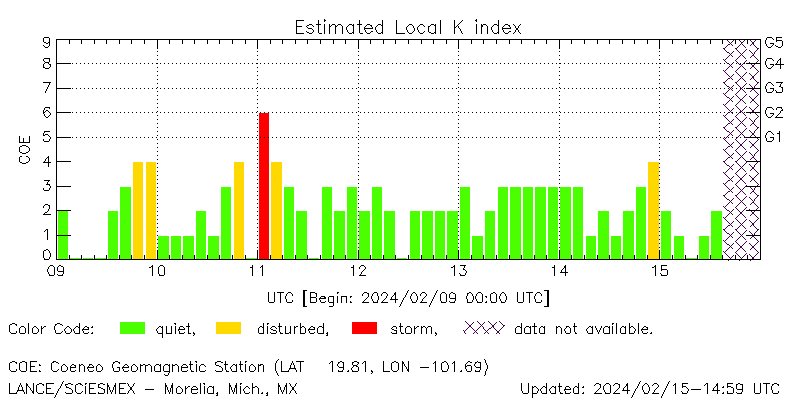 Estimated Local K index
9 G5
8 G4
7 G3
6 G2
5 G1
4
3
2
1
0
COE
09 10 11 12 13 14 15
UTC [Begin: 2024/02/09 00:00 UTC]
Color Code: quiet, disturbed, storm, data not available.
COE: Coeneo Geomagnetic Station (LAT 19.81, LON -101.69)
LANCE/SCiESMEX - Morelia, Mich., MX Updated: 2024/02/15-14:59 UTC